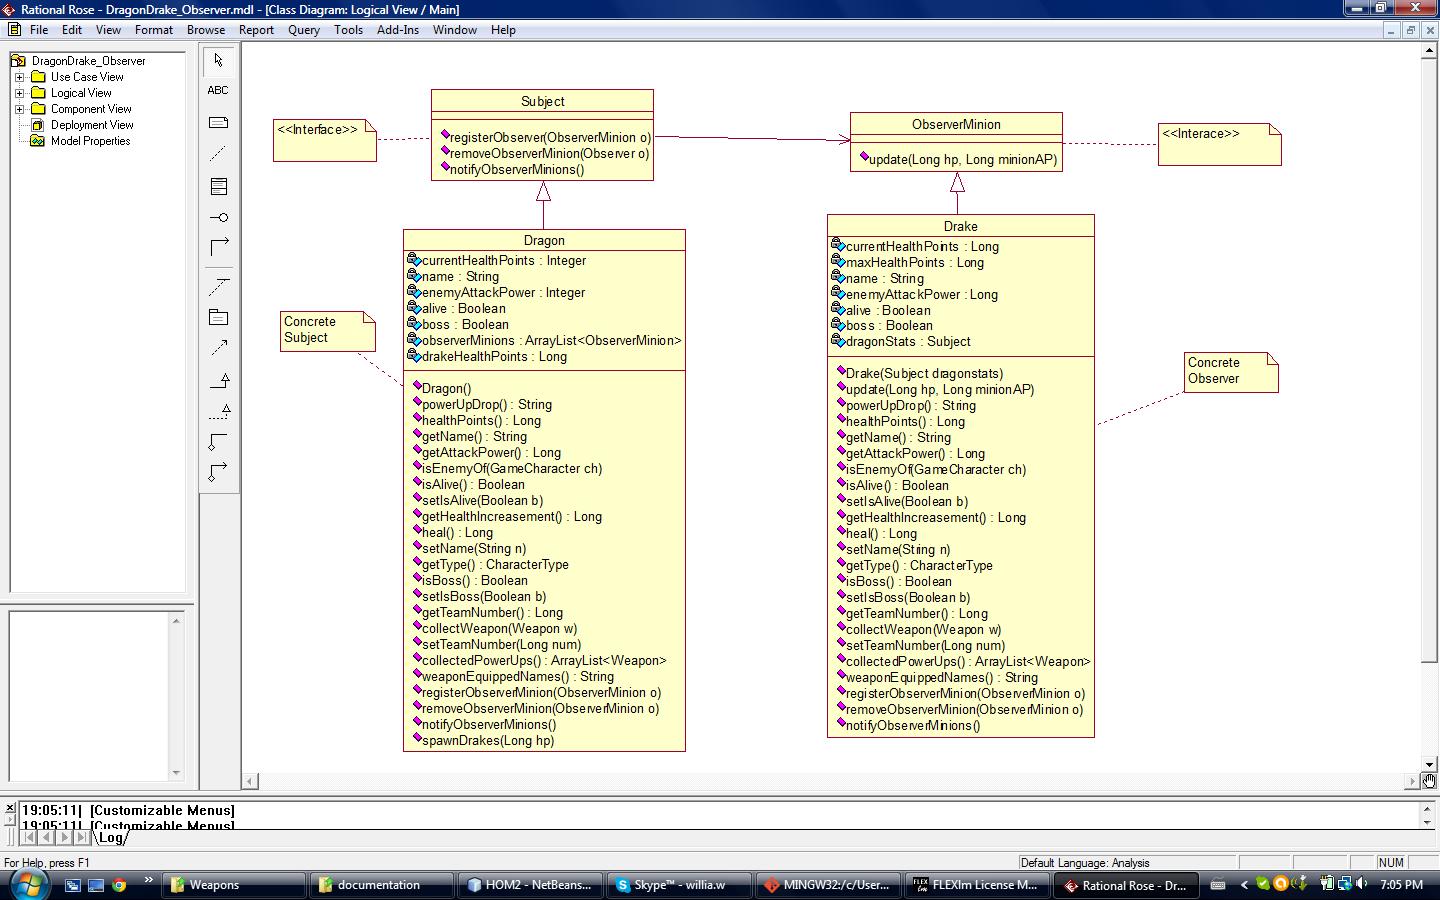 Rational Rose - DragonDrake_Observer.mdl - [Class Diagram: Logical View / Main]
File Edit View Format Browse Report Query Tools Add-Ins Window Help
DragonDrake_Observer
Use Case View
Logical View
Component View
Deployment View
Model Properties
ABC
<<Interface>>
Subject
registerObserver(ObserverMinion o)
removeObserverMinion(Observer o)
notifyObserverMinions()
ObserverMinion
update(Long hp, Long minionAP)
<<Interace>>
Dragon
currentHealthPoints : Integer
name : String
enemyAttackPower : Integer
alive : Boolean
boss : Boolean
observerMinions : ArrayList<ObserverMinion>
drakeHealthPoints : Long
Dragon()
powerUpDrop() : String
healthPoints() : Long
getName() : String
getAttackPower() : Long
isEnemyOf(GameCharacter ch)
isAlive() : Boolean
setIsAlive(Boolean b)
getHealthIncreasement() : Long
heal() : Long
setName(String n)
getType() : CharacterType
isBoss() : Boolean
setIsBoss(Boolean b)
getTeamNumber() : Long
collectWeapon(Weapon w)
setTeamNumber(Long num)
collectedPowerUps() : ArrayList<Weapon>
weaponEquippedNames() : String
registerObserverMinion(ObserverMinion o)
removeObserverMinion(ObserverMinion o)
notifyObserverMinions()
spawnDrakes(Long hp)
Concrete
Subject
Drake
currentHealthPoints : Long
maxHealthPoints : Long
name : String
enemyAttackPower : Long
alive : Boolean
boss : Boolean
dragonStats : Subject
Drake(Subject dragonstats)
update(Long hp, Long minionAP)
powerUpDrop() : String
healthPoints() : Long
getName() : String
getAttackPower() : Long
isEnemyOf(GameCharacter ch)
isAlive() : Boolean
setIsAlive(Boolean b)
getHealthIncreasement() : Long
heal() : Long
setName(String n)
getType() : CharacterType
isBoss() : Boolean
setIsBoss(Boolean b)
getTeamNumber() : Long
collectWeapon(Weapon w)
setTeamNumber(Long num)
collectedPowerUps() : ArrayList<Weapon>
weaponEquippedNames() : String
registerObserverMinion(ObserverMinion o)
removeObserverMinion(ObserverMinion o)
notifyObserverMinions()
Concrete
Observer
19:05:11| [Customizable Menus]
19:05:11| [Customizable Menus]
Log
For Help, press F1
Default Language: Analysis
NUM
Weapons
documentation
HOM2 - NetBeans...
Skype™ - willia.w
MINGW32:/c/User...
FLEXlm License M...
Rational Rose - Dr...
7:05 PM